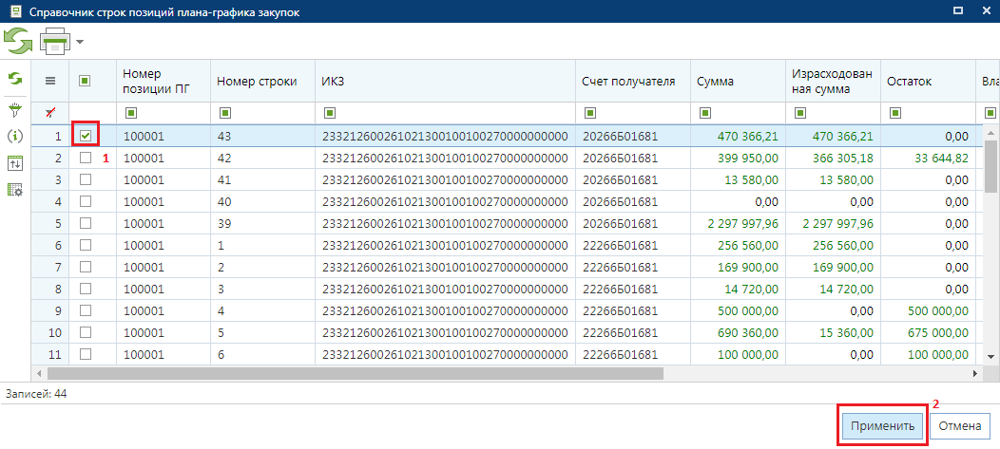 Справочник строк позиций плана-графика закупок
Номер позиции ПГ Номер строки ИКЗ Счет получателя Сумма Израсходованная сумма Остаток Вла
1 100001 43 233212600261021300100100270000000000 20266Б01681 470 366,21 470 366,21 0,00
1
2 100001 42 233212600261021300100100270000000000 20266Б01681 399 950,00 366 305,18 33 644,82
3 100001 41 233212600261021300100100270000000000 20266Б01681 13 580,00 13 580,00 0,00
4 100001 40 233212600261021300100100270000000000 20266Б01681 0,00 0,00 0,00
5 100001 39 233212600261021300100100270000000000 20266Б01681 2 297 997,96 2 297 997,96 0,00
6 100001 1 233212600261021300100100270000000000 22266Б01681 256 560,00 256 560,00 0,00
7 100001 2 233212600261021300100100270000000000 22266Б01681 169 900,00 169 900,00 0,00
8 100001 3 233212600261021300100100270000000000 22266Б01681 14 720,00 14 720,00 0,00
9 100001 4 233212600261021300100100270000000000 22266Б01681 500 000,00 0,00 500 000,00
10 100001 5 233212600261021300100100270000000000 22266Б01681 690 360,00 15 360,00 675 000,00
11 100001 6 233212600261021300100100270000000000 22266Б01681 100 000,00 0,00 100 000,00
Записей: 44
2
Применить Отмена